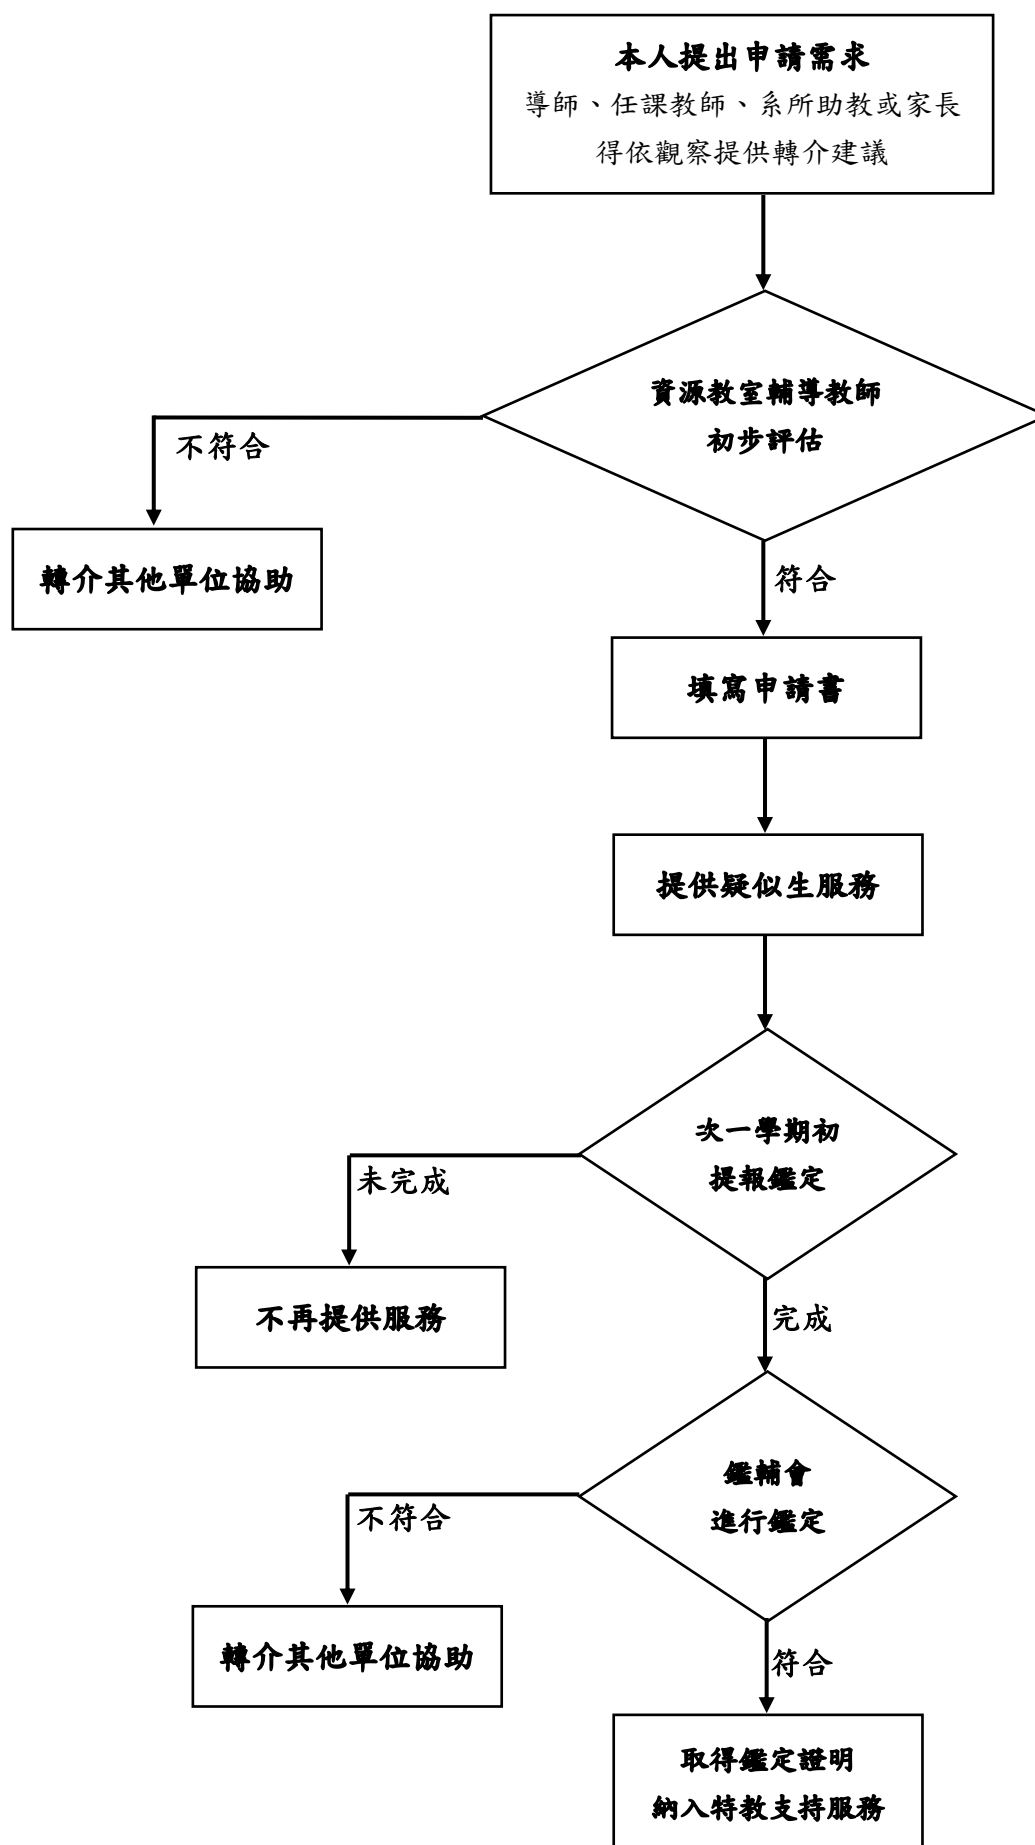 本人提出申請需求
導師、任課教師、系所助教或家長
得依觀察提供轉介建議
資源教室輔導教師
初步評估
不符合
轉介其他單位協助
符合
填寫申請書
提供疑似生服務
次一學期初
提報鑑定
未完成
不再提供服務
完成
鑑輔會
進行鑑定
不符合
轉介其他單位協助
符合
取得鑑定證明
納入特教支持服務